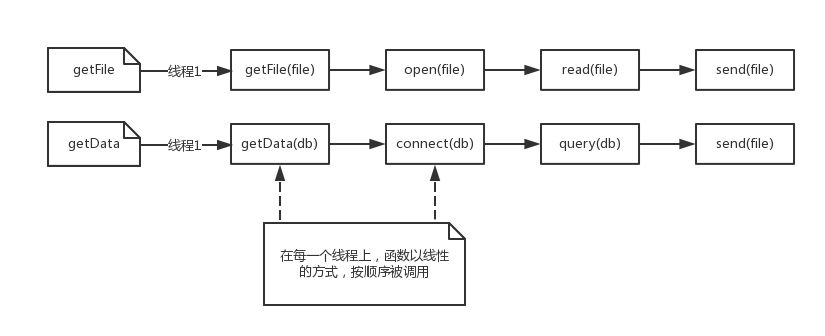 getFile
线程1
getFile(file)
open(file)
read(file)
send(file)
getData
线程1
getData(db)
connect(db)
query(db)
send(file)
在每一个线程上，函数以线性
的方式，按顺序被调用